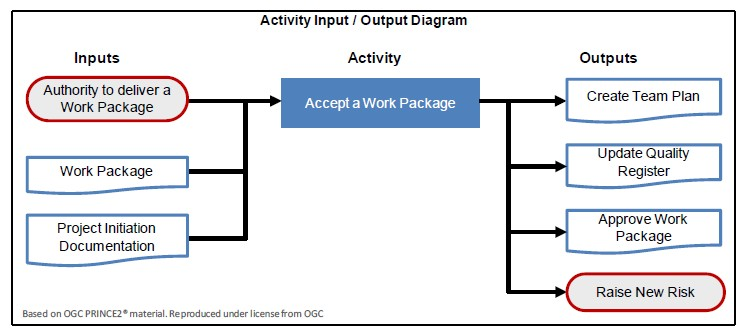 Activity Input / Output Diagram
Inputs
Activity
Outputs
Authority to deliver a
Work Package
Work Package
Project Initiation
Documentation
Accept a Work Package
Create Team Plan
Update Quality
Register
Approve Work
Package
Raise New Risk
Based on OGC PRINCE2® material. Reproduced under license from OGC